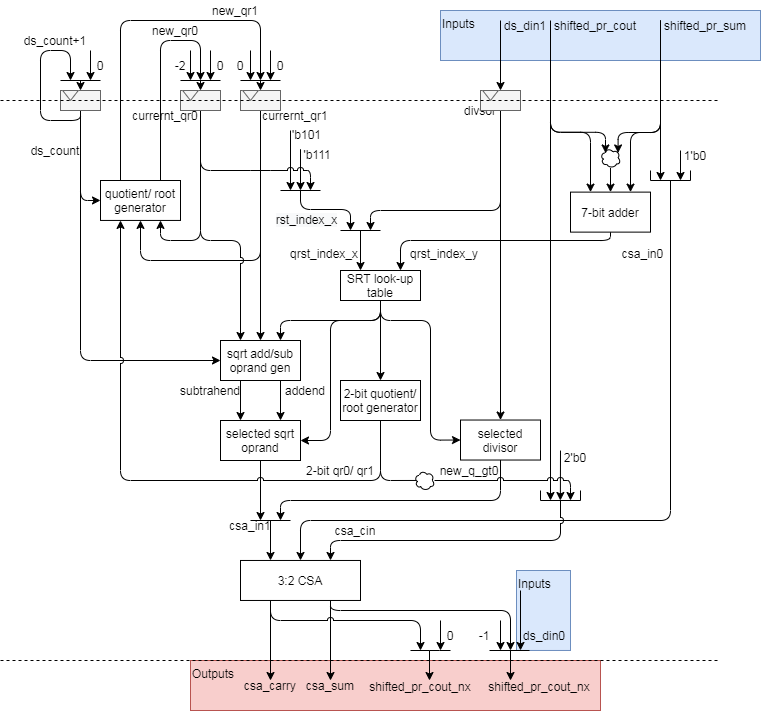 new_qr1
Inputs
ds_din1
shifted_pr_cout
shifted_pr_sum
new_qr0
ds_count+1
0
-2
0
0
0
currernt_qr0
currernt_qr1
divsor
'b101
'b111
ds_count
1'b0
quotient/ root
generator
7-bit adder
rst_index_x
qrst_index_x
qrst_index_y
csa_in0
SRT look-up
table
sqrt add/sub
oprand gen
subtrahend
addend
2-bit quotient/
root generator
selected sqrt
oprand
selected
divisor
2'b0
2-bit qr0/ qr1
new_q_gt0
csa_in1
csa_cin
3:2 CSA
Inputs
0
-1
ds_din0
Outputs
csa_carry
csa_sum
shifted_pr_cout_nx
shifted_pr_cout_nx